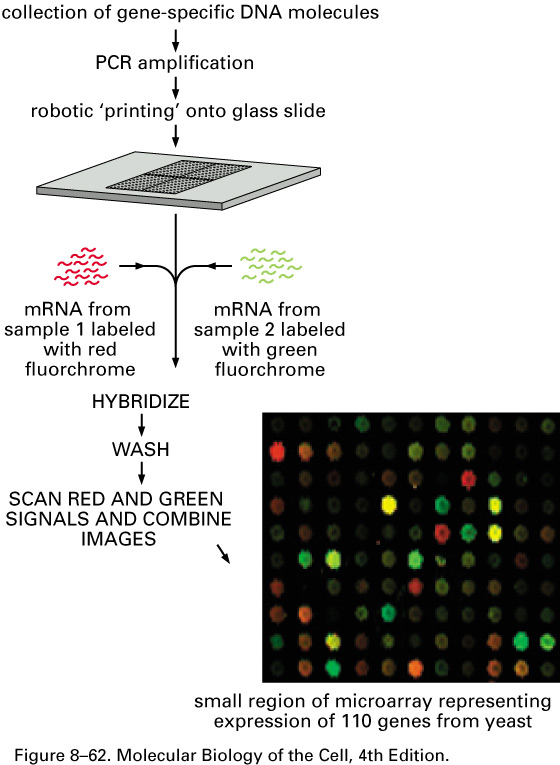 collection of gene-specific DNA molecules
PCR amplification
robotic ‘printing’ onto glass slide
mRNA from
sample 1 labeled
with red
fluorchrome
mRNA from
sample 2 labeled
with green
fluorchrome
HYBRIDIZE
WASH
SCAN RED AND GREEN
SIGNALS AND COMBINE
IMAGES
small region of microarray representing
expression of 110 genes from yeast
Figure 8–62. Molecular Biology of the Cell, 4th Edition.